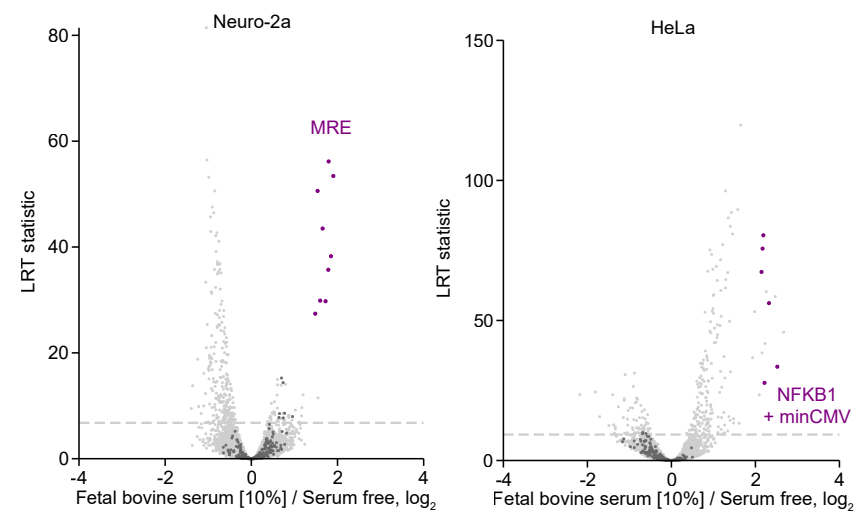 Neuro-2a
80
60
40
20
0
LRT statistic
MRE
-4
-2
0
2
4
Fetal bovine serum [10%] / Serum free, log2
HeLa
150
100
50
0
LRT statistic
NFKB1
+ minCMV
-4
-2
0
2
4
Fetal bovine serum [10%] / Serum free, log2